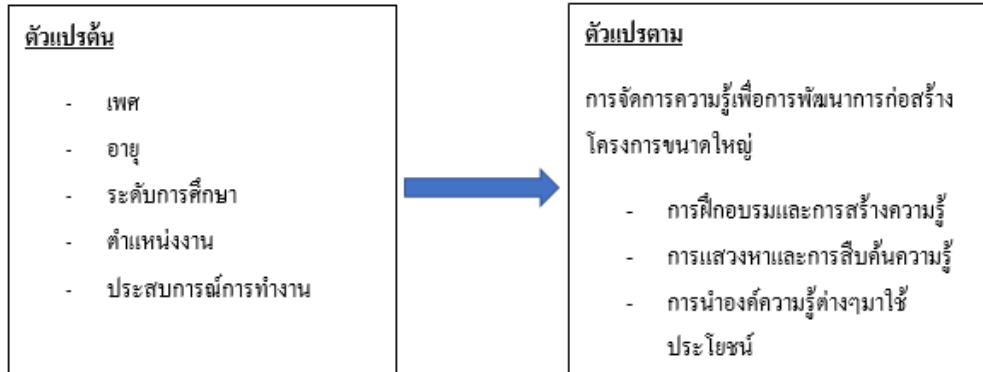 ตัวแปรต้น
- เพศ
- อายุ
- ระดับการศึกษา
- ตำแหน่งงาน
- ประสบการณ์การทำงาน
ตัวแปรตาม
การจัดการความรู้เพื่อการพัฒนาการก่อสร้าง
โครงการขนาดใหญ่
- การฝึกอบรมและการสร้างความรู้
- การแสวงหาและการสืบค้นความรู้
- การนำองค์ความรู้ต่างๆมาใช้
ประโยชน์